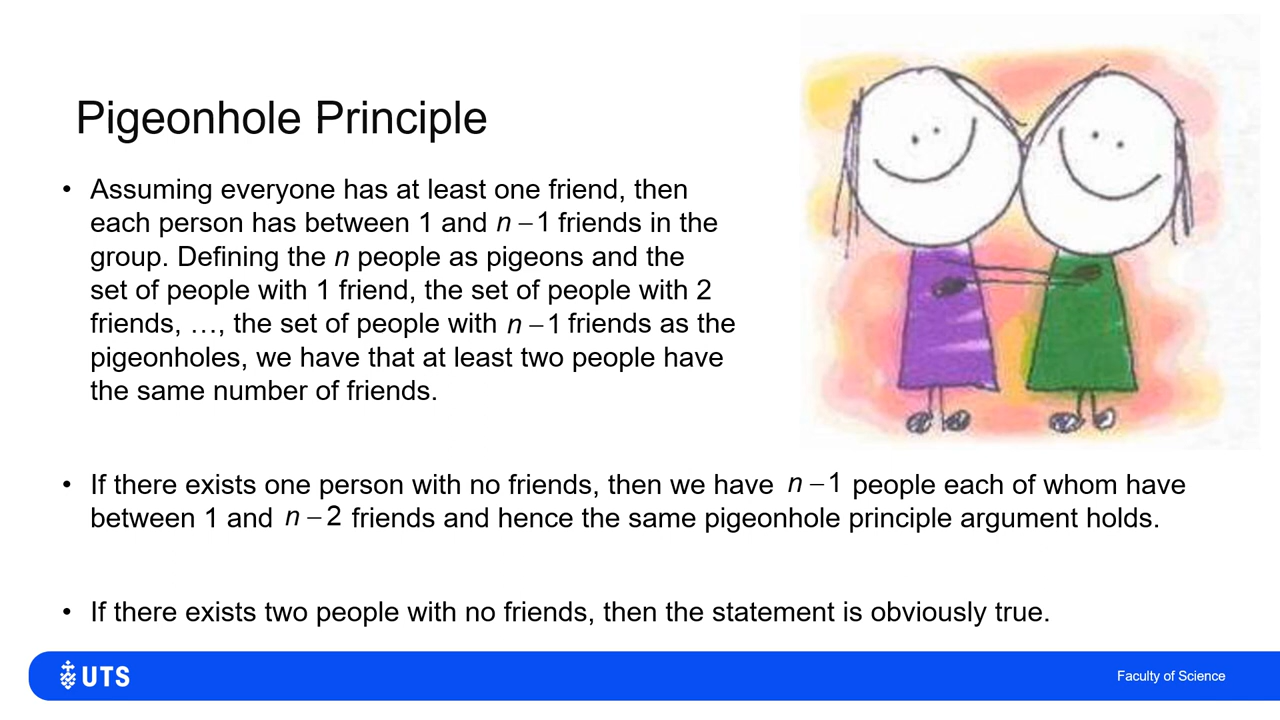 Pigeonhole Principle
• Assuming everyone has at least one friend, then
each person has between 1 and n – 1 friends in the
group. Defining the n people as pigeons and the
set of people with 1 friend, the set of people with 2
friends, …, the set of people with n – 1 friends as the
pigeonholes, we have that at least two people have
the same number of friends.
• If there exists one person with no friends, then we have n – 1 people each of whom have
between 1 and n – 2 friends and hence the same pigeonhole principle argument holds.
• If there exists two people with no friends, then the statement is obviously true.
UTS
Faculty of Science